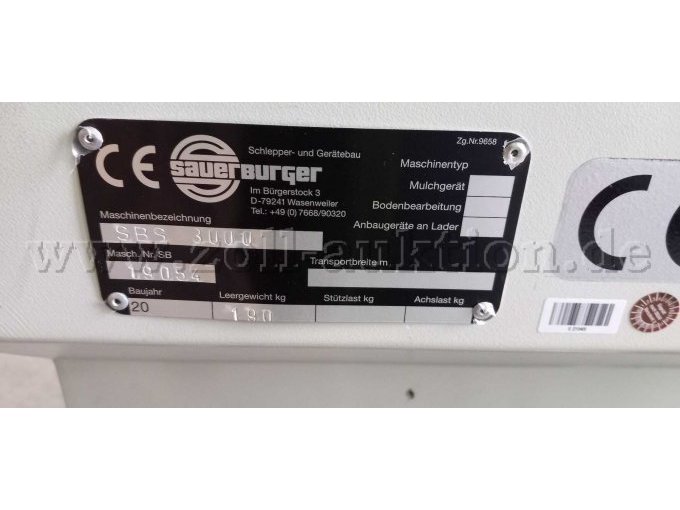 Zg.Nr.9658
CE sauerburger
Schlepper- und Gerätebau
Im Bürgerstock 3
D-79241 Wasenweiler
Tel.: +49 (0) 7668/90320
Maschinentyp
Mulchgerät
Bodenbearbeitung
Anbaugeräte an Lader
Maschinenbezeichnung
SBS 3000
Masch. Nr. SB
Transportbreite m
Baujahr
20
Leergewicht kg
190
Stützlast kg
Achslast kg
www.zoll-auktion.de